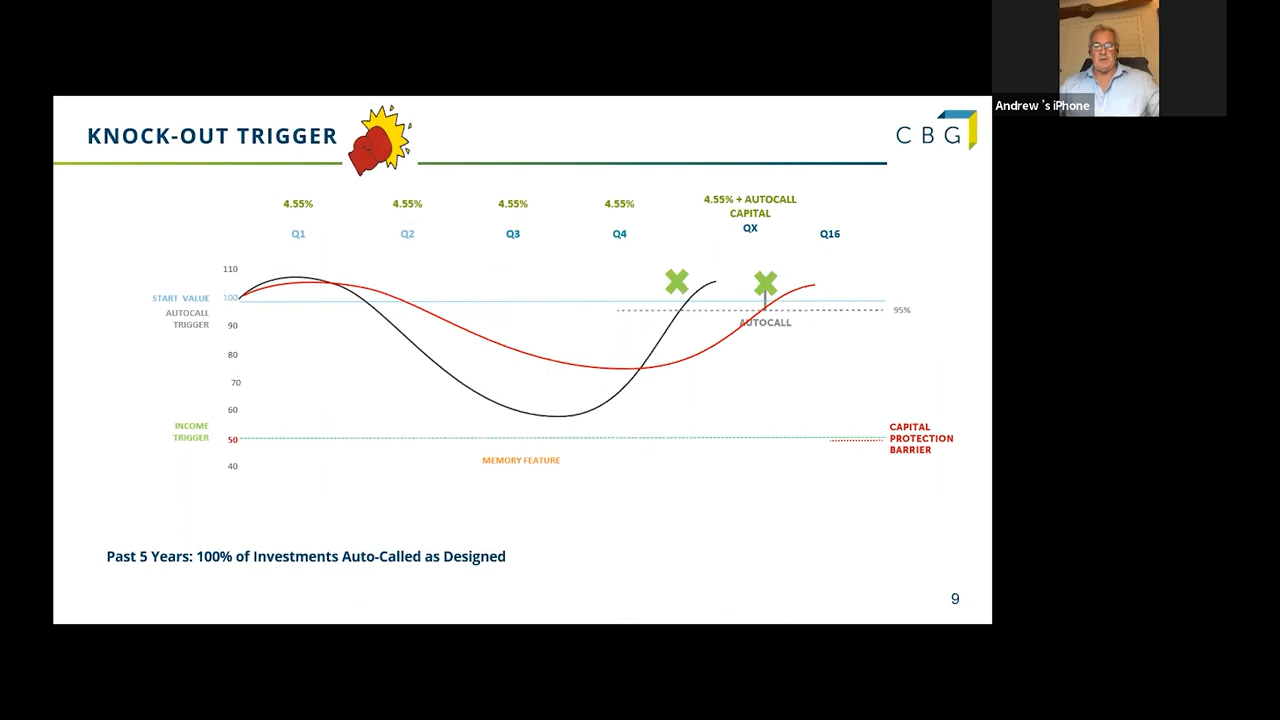 Andrew 's iPhone
KNOCK-OUT TRIGGER
CBG
4.55%
4.55%
4.55%
4.55%
4.55% + AUTOCALL
CAPITAL
Q1
Q2
Q3
Q4
QX
Q16
110
START VALUE
100
AUTOCALL
TRIGGER
90
80
70
60
INCOME
TRIGGER
50
40
95%
AUTOCALL
CAPITAL
PROTECTION
BARRIER
MEMORY FEATURE
Past 5 Years: 100% of Investments Auto-Called as Designed
9